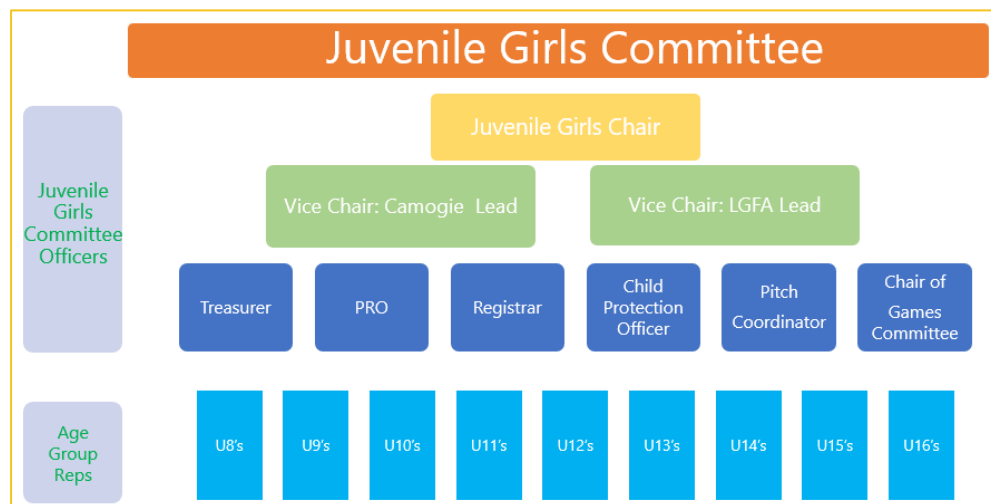 Juvenile Girls Committee
Juvenile Girls Chair
Juvenile
Girls
Committee
Officers
Vice Chair: Camogie Lead
Vice Chair: LGFA Lead
Treasurer
PRO
Registrar
Child
Protection
Officer
Pitch
Coordinator
Chair of
Games
Committee
Age
Group
Reps
U8's
U9's
U10's
U11's
U12's
U13's
U14's
U15's
U16's